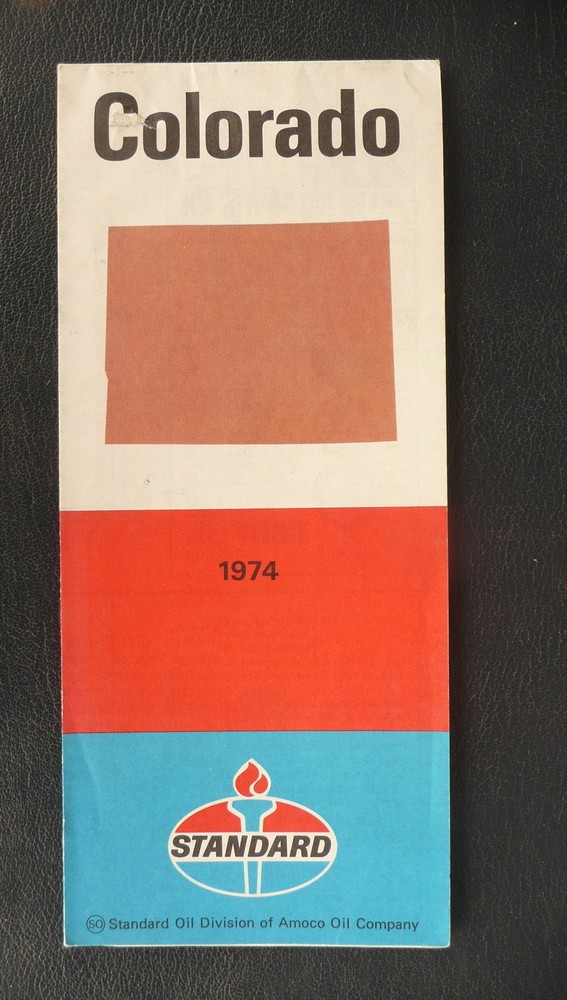 Colorado
1974
STANDARD
SO Standard Oil Division of Amoco Oil Company